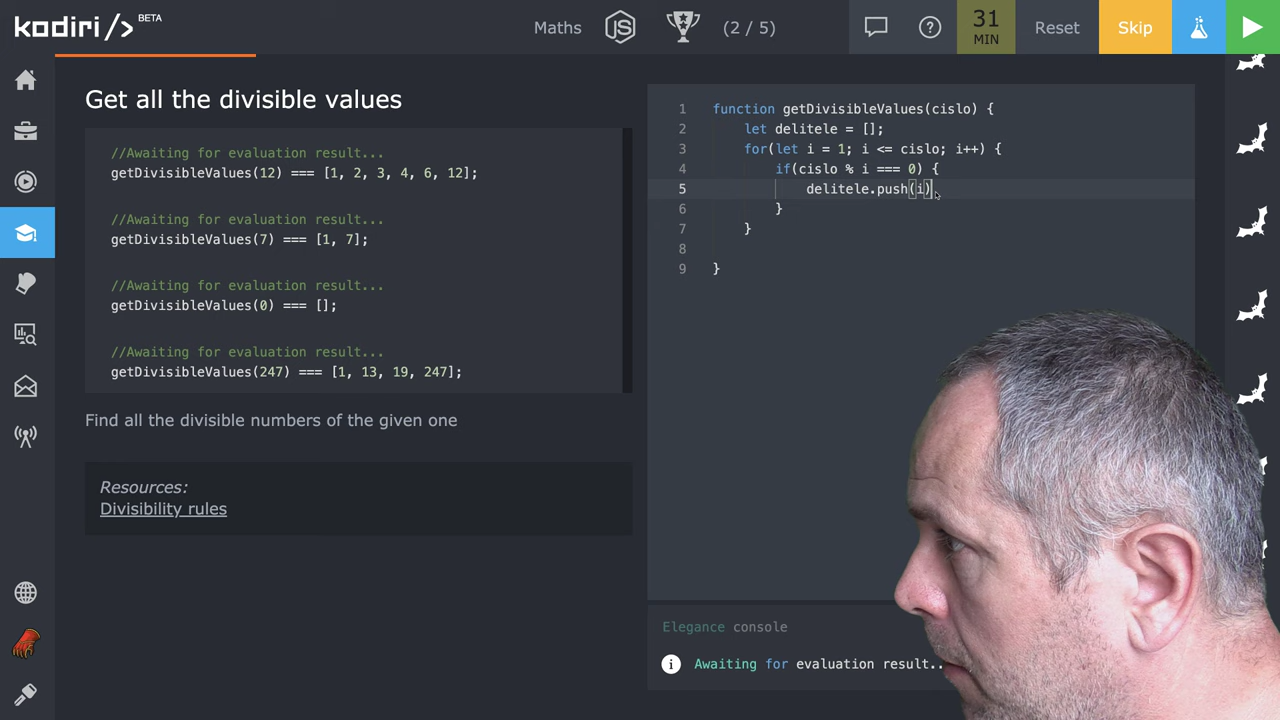 kodiri /> BETA
Maths
(2 / 5)
31 MIN
Reset
Skip
Get all the divisible values
//Awaiting for evaluation result...
getDivisibleValues(12) === [1, 2, 3, 4, 6, 12];
//Awaiting for evaluation result...
getDivisibleValues(7) === [1, 7];
//Awaiting for evaluation result...
getDivisibleValues(0) === [];
//Awaiting for evaluation result...
getDivisibleValues(247) === [1, 13, 19, 247];
Find all the divisible numbers of the given one
Resources:
Divisibility rules
1 function getDivisibleValues(cislo) {
2 let delitele = [];
3 for(let i = 1; i <= cislo; i++) {
4 if(cislo % i === 0) {
5 delitele.push(i)
6 }
7 }
8
9 }
Elegance console
Awaiting for evaluation result..